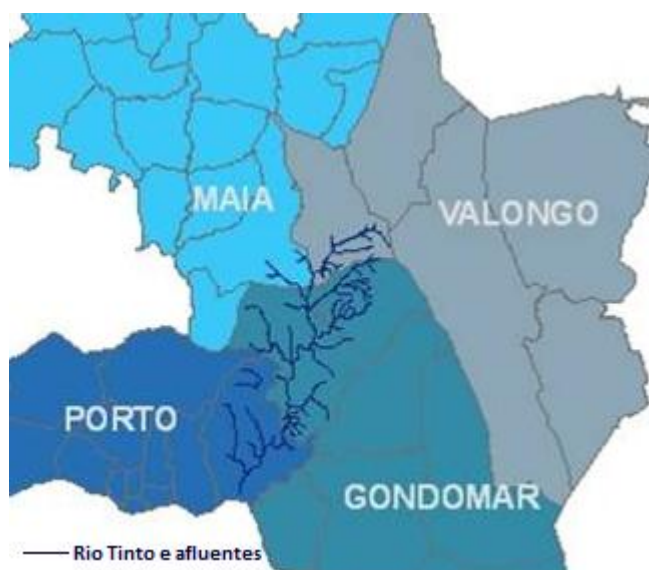 MAIA
VALONGO
PORTO
GONDOMAR
Rio Tinto e afluentes